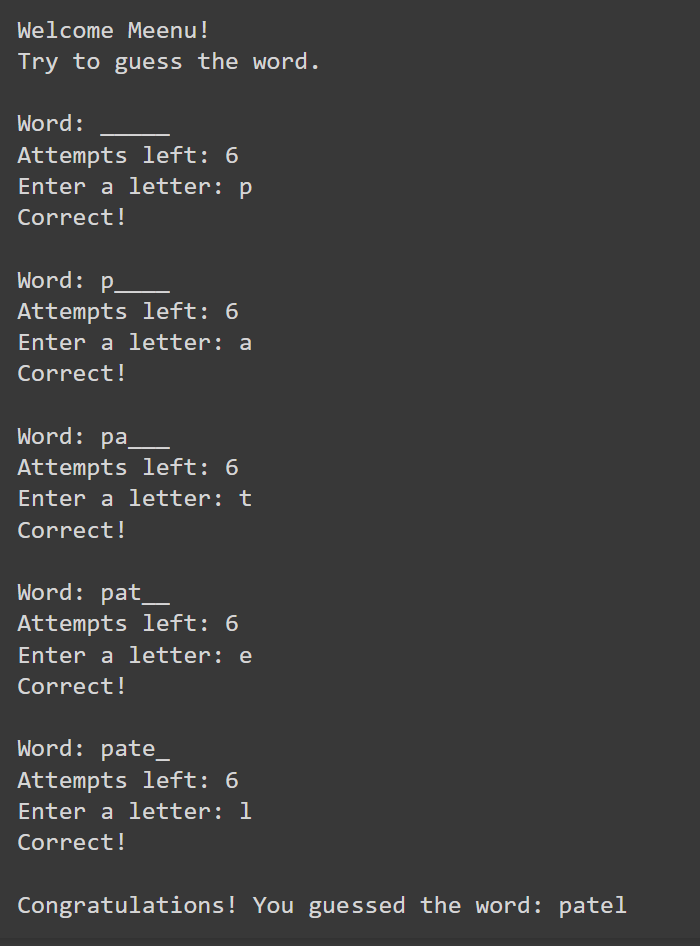 Welcome Meenu!
Try to guess the word.
Word: _____
Attempts left: 6
Enter a letter: p
Correct!
Word: p____
Attempts left: 6
Enter a letter: a
Correct!
Word: pa___
Attempts left: 6
Enter a letter: t
Correct!
Word: pat__
Attempts left: 6
Enter a letter: e
Correct!
Word: pate_
Attempts left: 6
Enter a letter: l
Correct!
Congratulations! You guessed the word: patel